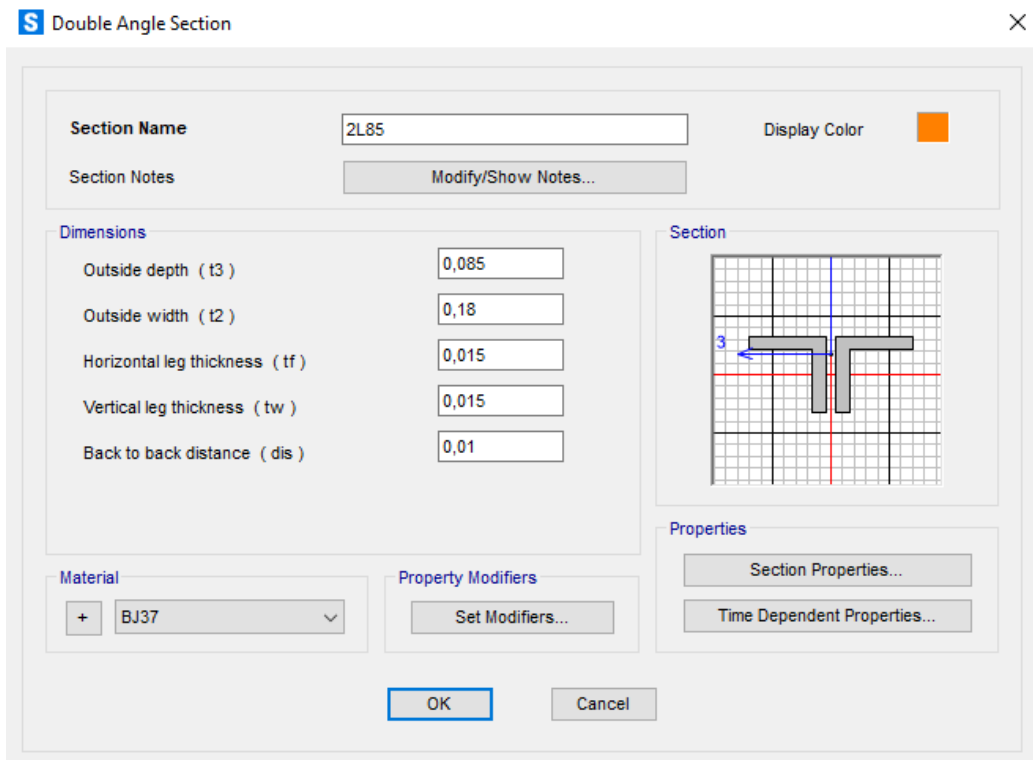 S Double Angle Section
Section Name 2L85 Display Color
Section Notes Modify/Show Notes...
Dimensions
Outside depth ( t3 ) 0,085
Outside width ( t2 ) 0,18
Horizontal leg thickness ( tf ) 0,015
Vertical leg thickness ( tw ) 0,015
Back to back distance ( dis ) 0,01
Section
3
Properties
Section Properties...
Time Dependent Properties...
Material
+ BJ37
Property Modifiers
Set Modifiers...
OK Cancel